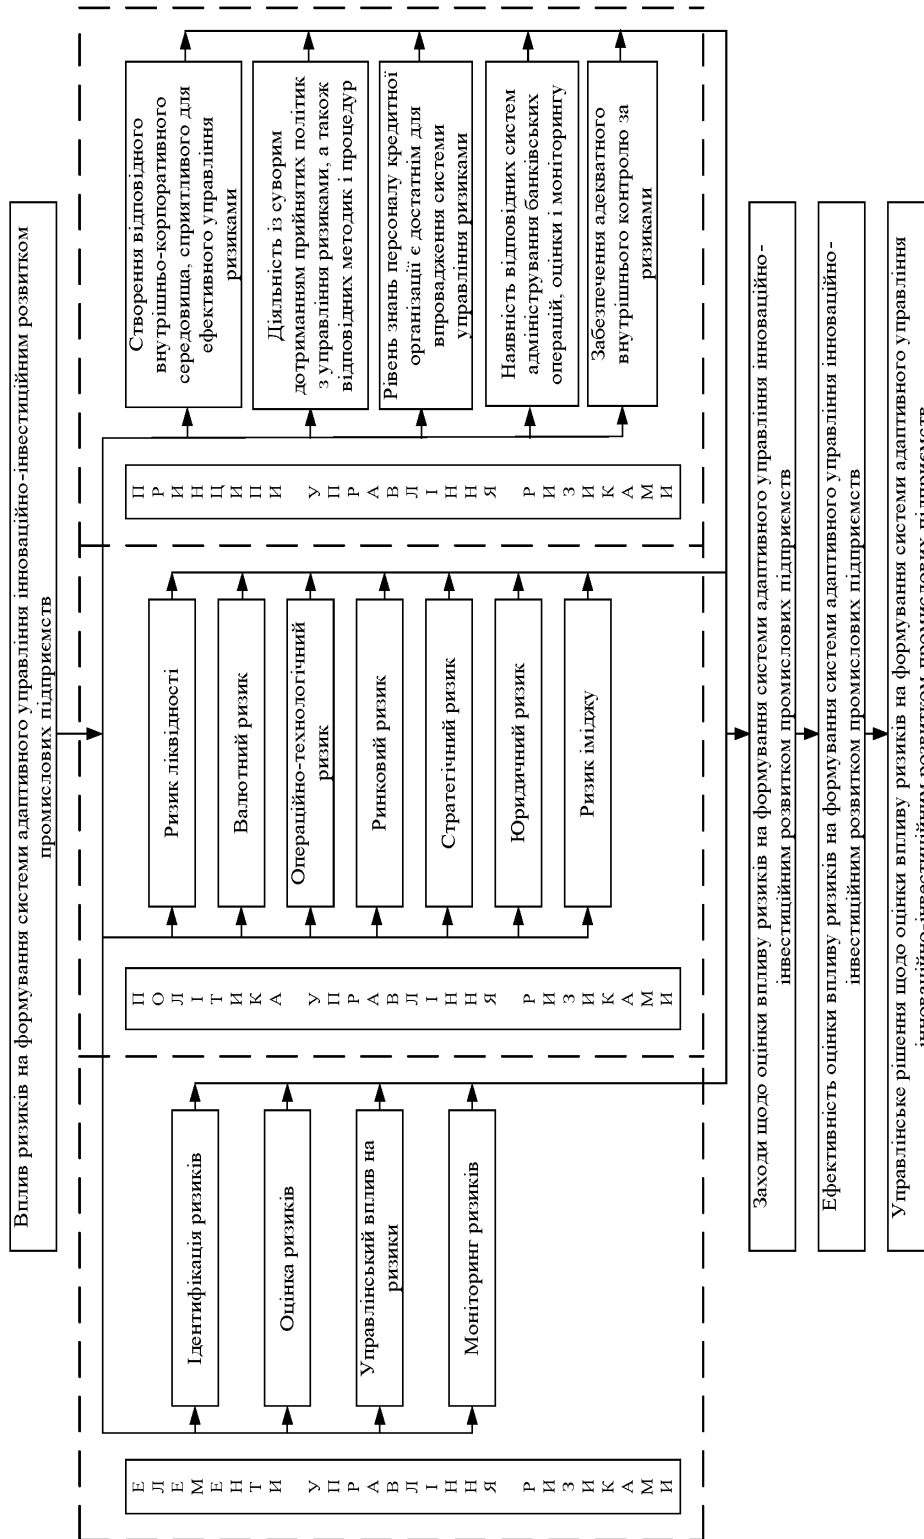 Вплив ризиків на формування системи адаптивного управління інноваційно-інвестиційним розвитком
промислових підприємств
ЕЛЕМЕНТИ УПРАВЛІННЯ РИЗИКАМИ
Ідентифікація ризиків
Оцінка ризиків
Управлінський вплив на
ризики
Моніторинг ризиків
ПОЛІТИКА УПРАВЛІННЯ РИЗИКАМИ
Ризик ліквідності
Валютний ризик
Операційно-технологічний
ризик
Ринковий ризик
Стратегічний ризик
Юридичний ризик
Ризик іміджу
ПРИНЦИПИ УПРАВЛІННЯ РИЗИКАМИ
Створення відповідного
внутрішньо-корпоративного
середовища, сприятливого для
ефективного управління
ризиками
Діяльність із суворим
дотриманням прийнятих політик
з управління ризиками, а також
відповідних методик і процедур
Рівень знань персоналу кредитної
організації є достатнім для
впровадження системи
управління ризиками
Наявність відповідних систем
адміністрування банківських
операцій, оцінки і моніторингу
Забезпечення адекватного
внутрішнього контролю за
ризиками
Заходи щодо оцінки впливу ризиків на формування системи адаптивного управління інноваційно-
інвестиційним розвитком промислових підприємств
Ефективність оцінки впливу ризиків на формування системи адаптивного управління інноваційно-
інвестиційним розвитком промислових підприємств
Управлінське рішення щодо оцінки впливу ризиків на формування системи адаптивного управління
інноваційно-інвестиційним розвитком промислових підприємств